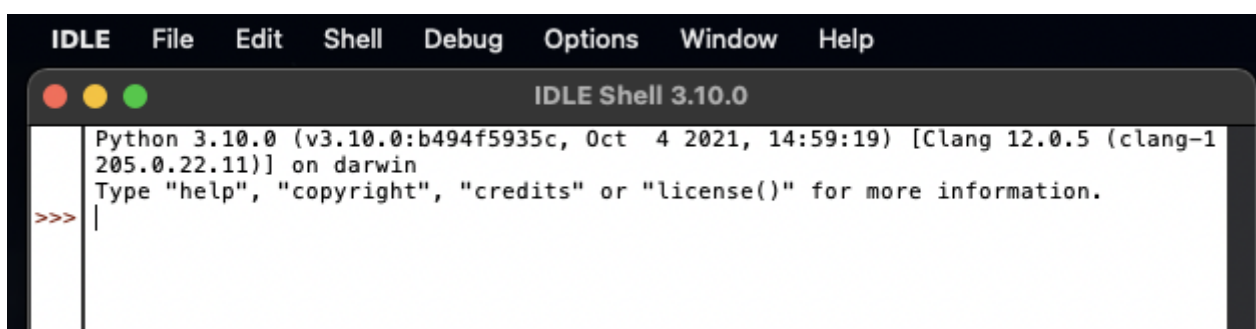 IDLE File Edit Shell Debug Options Window Help
IDLE Shell 3.10.0
Python 3.10.0 (v3.10.0:b494f5935c, Oct  4 2021, 14:59:19) [Clang 12.0.5 (clang-1
205.0.22.11)] on darwin
Type "help", "copyright", "credits" or "license()" for more information.
>>>